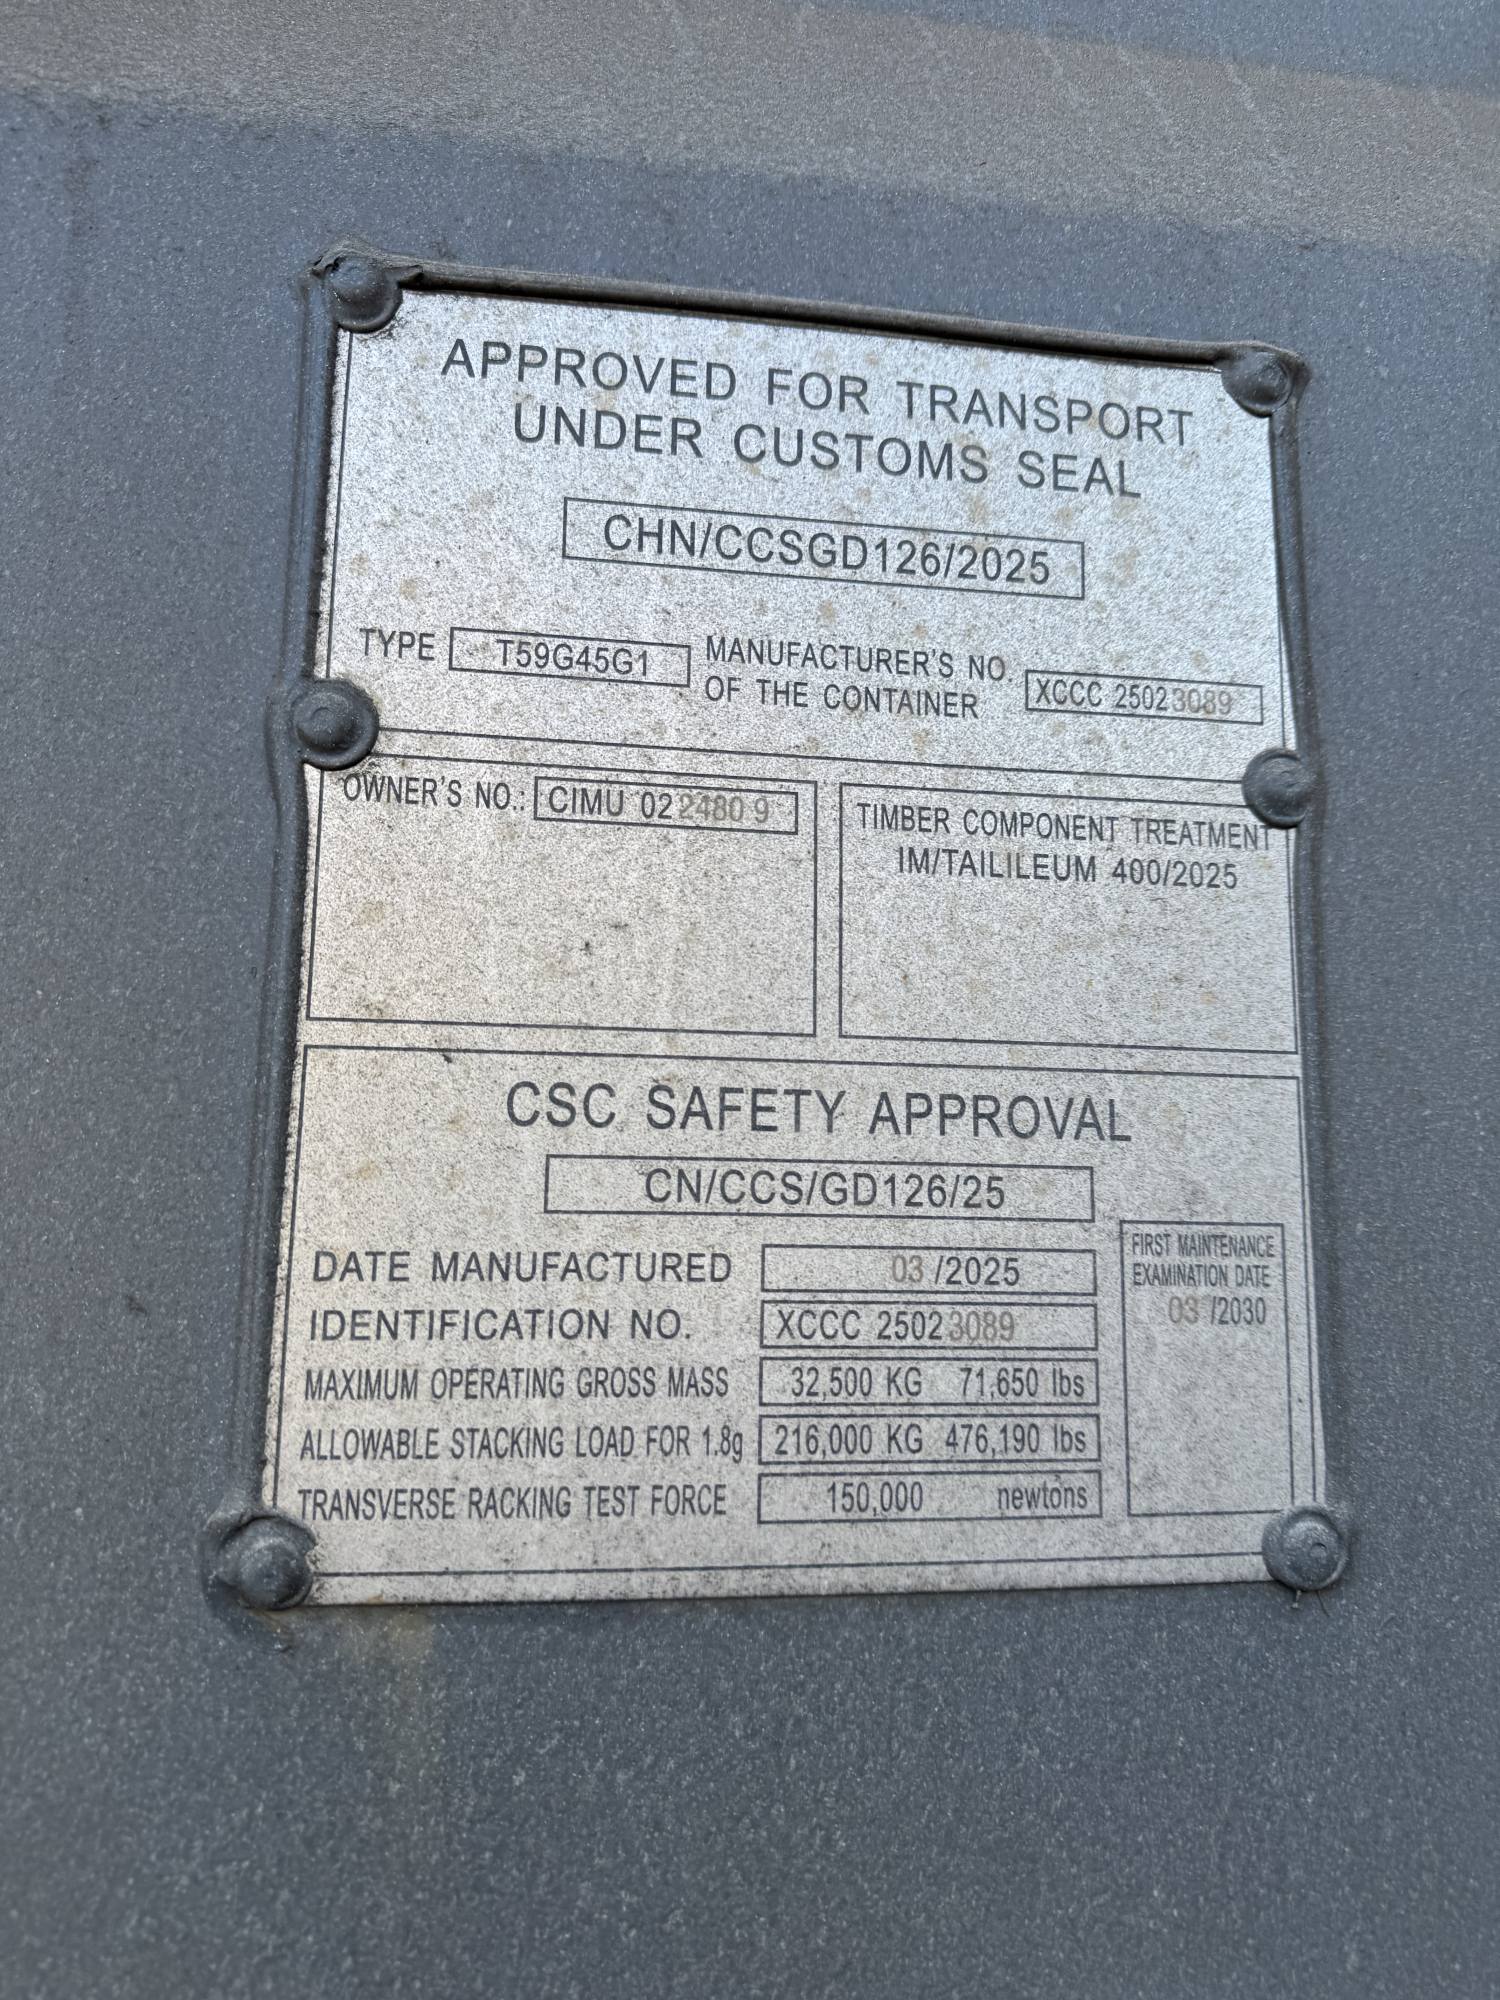 APPROVED FOR TRANSPORT
UNDER CUSTOMS SEAL
CHN/CCSGD126/2025
TYPE T59G45G1 MANUFACTURER'S NO. OF THE CONTAINER XCCC 25023089
OWNER'S NO.: CIMU 022480 9
TIMBER COMPONENT TREATMENT
IM/TAILILEUM 400/2025
CSC SAFETY APPROVAL
CN/CCS/GD126/25
DATE MANUFACTURED 03 /2025
IDENTIFICATION NO. XCCC 25023089
MAXIMUM OPERATING GROSS MASS 32,500 KG 71,650 lbs
ALLOWABLE STACKING LOAD FOR 1.8g 216,000 KG 476,190 lbs
TRANSVERSE RACKING TEST FORCE 150,000 newtons
FIRST MAINTENANCE
EXAMINATION DATE
03 /2030